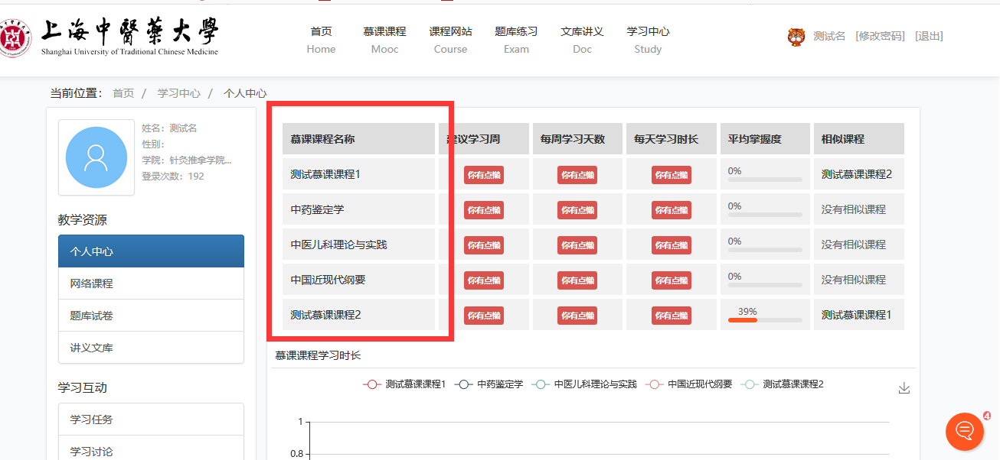 上海中醫藥大學
Shanghai University of Traditional Chinese Medicine
首页 慕课课程 课程网站 题库练习 文库讲义 学习中心
Home Mooc Course Exam Doc Study
测试名 [修改密码] [退出]
当前位置： 首页 / 学习中心 / 个人中心
姓名：测试名
性别：
学院：针灸推拿学院...
登录次数：192
教学资源
个人中心
网络课程
题库试卷
讲义文库
学习互动
学习任务
学习讨论
慕课课程名称 建议学习周 每周学习天数 每天学习时长 平均掌握度 相似课程
测试慕课课程1 你有点懒 你有点懒 你有点懒 0% 测试慕课课程2
中药鉴定学 你有点懒 你有点懒 你有点懒 0% 没有相似课程
中医儿科理论与实践 你有点懒 你有点懒 你有点懒 0% 没有相似课程
中国近现代纲要 你有点懒 你有点懒 你有点懒 0% 没有相似课程
测试慕课课程2 你有点懒 你有点懒 你有点懒 39% 测试慕课课程1
慕课课程学习时长
测试慕课课程1 中药鉴定学 中医儿科理论与实践 中国近现代纲要 测试慕课课程2
1
0.8
4